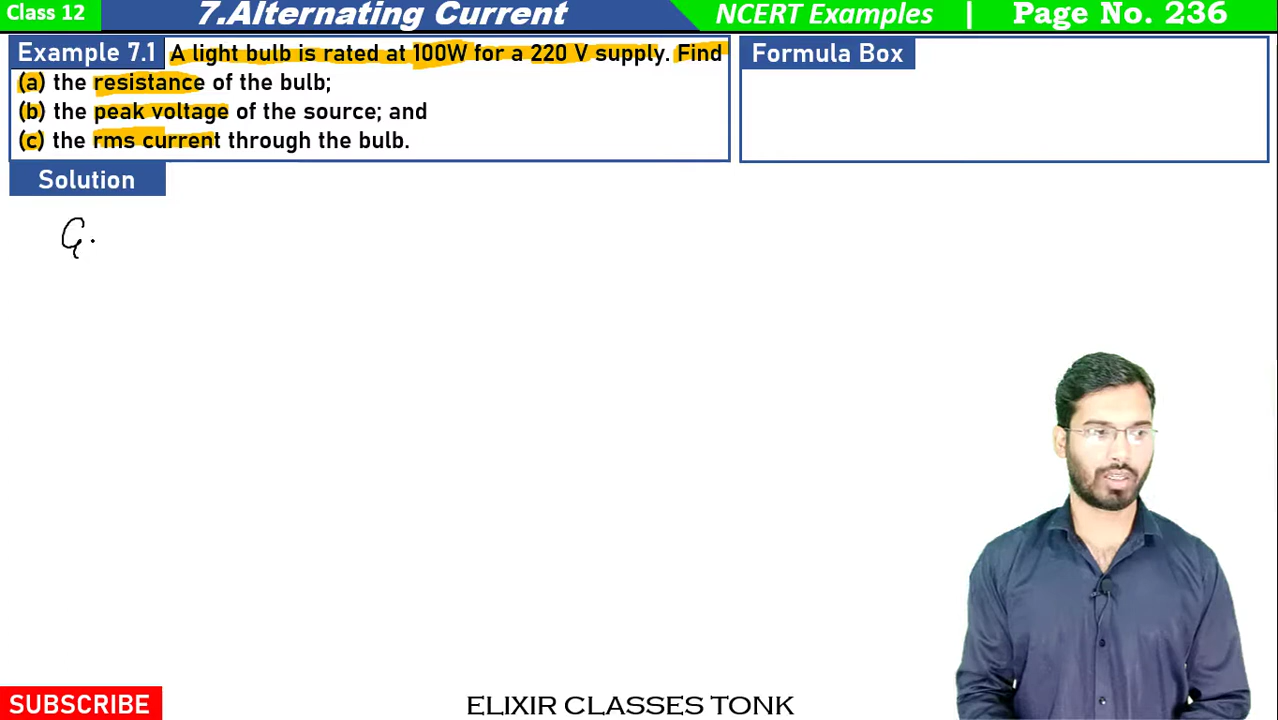 Class 12
7.Alternating Current
NCERT Examples | Page No. 236
Example 7.1 A light bulb is rated at 100W for a 220 V supply. Find
(a) the resistance of the bulb;
(b) the peak voltage of the source; and
(c) the rms current through the bulb.
Formula Box
Solution
G.
SUBSCRIBE
ELIXIR CLASSES TONK